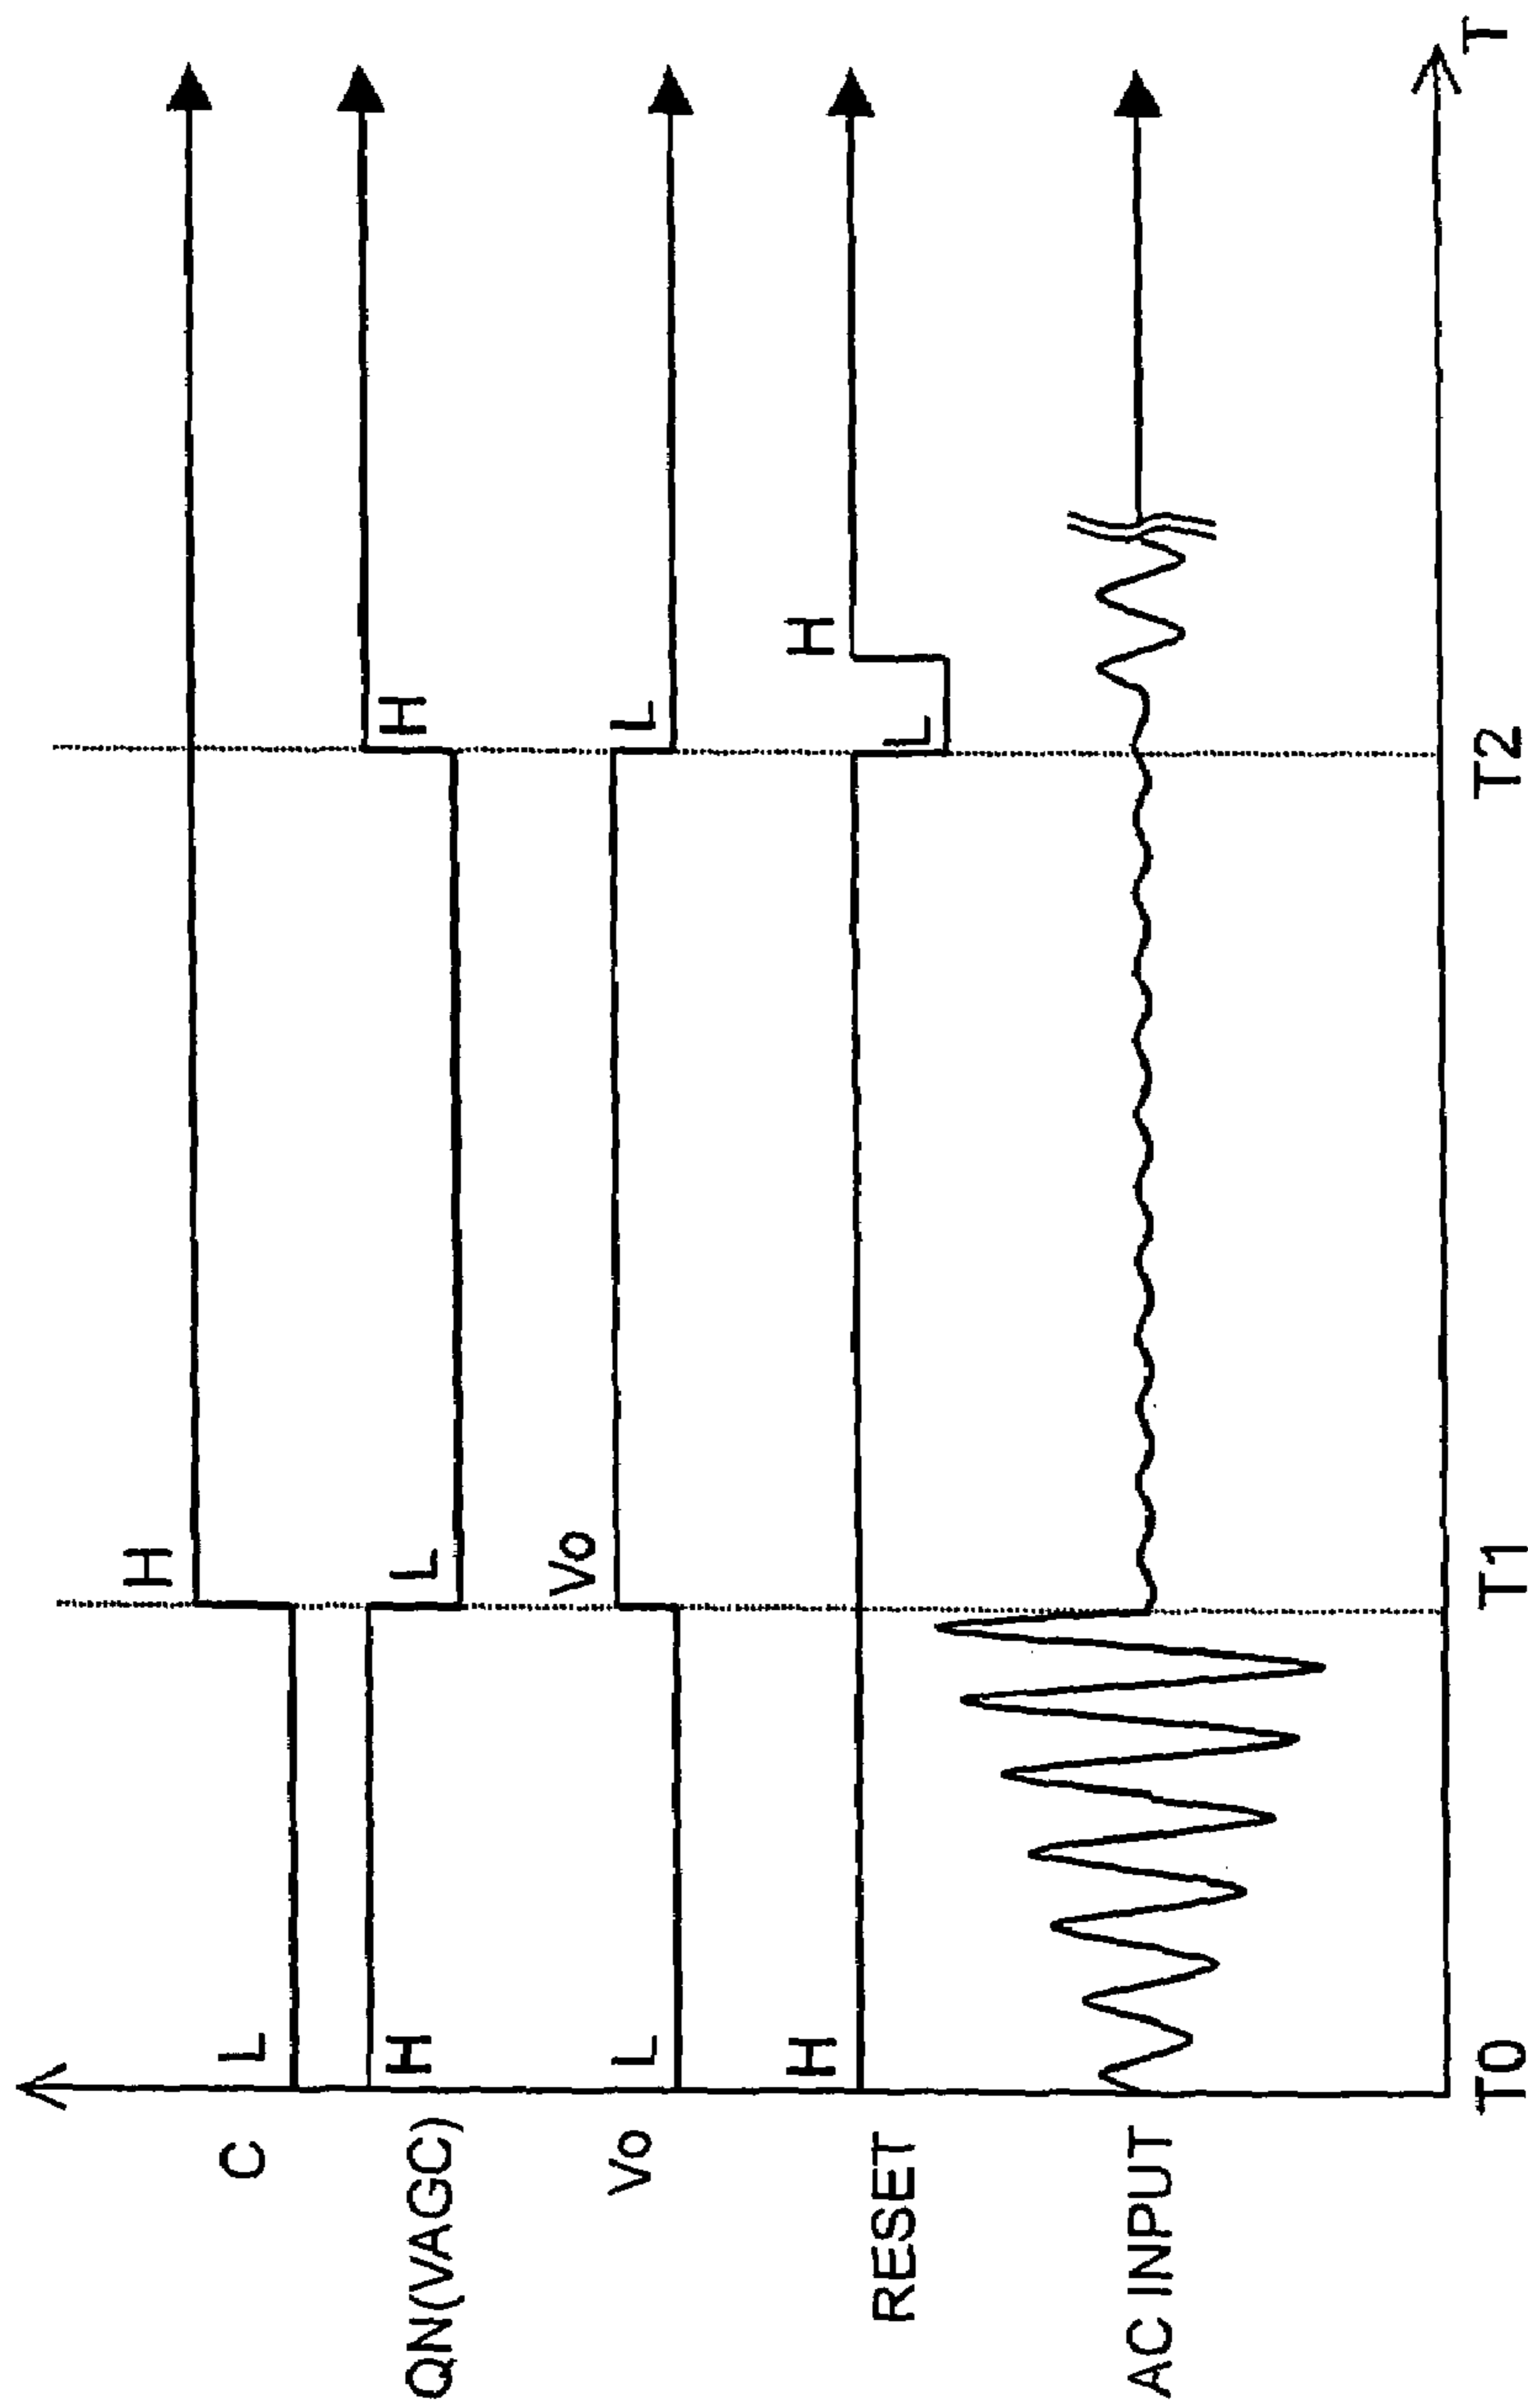 C L H
QN(VAGC) H L H
Vo L Vo L
RESET H L H
AC INPUT
T0 T1 T2 T